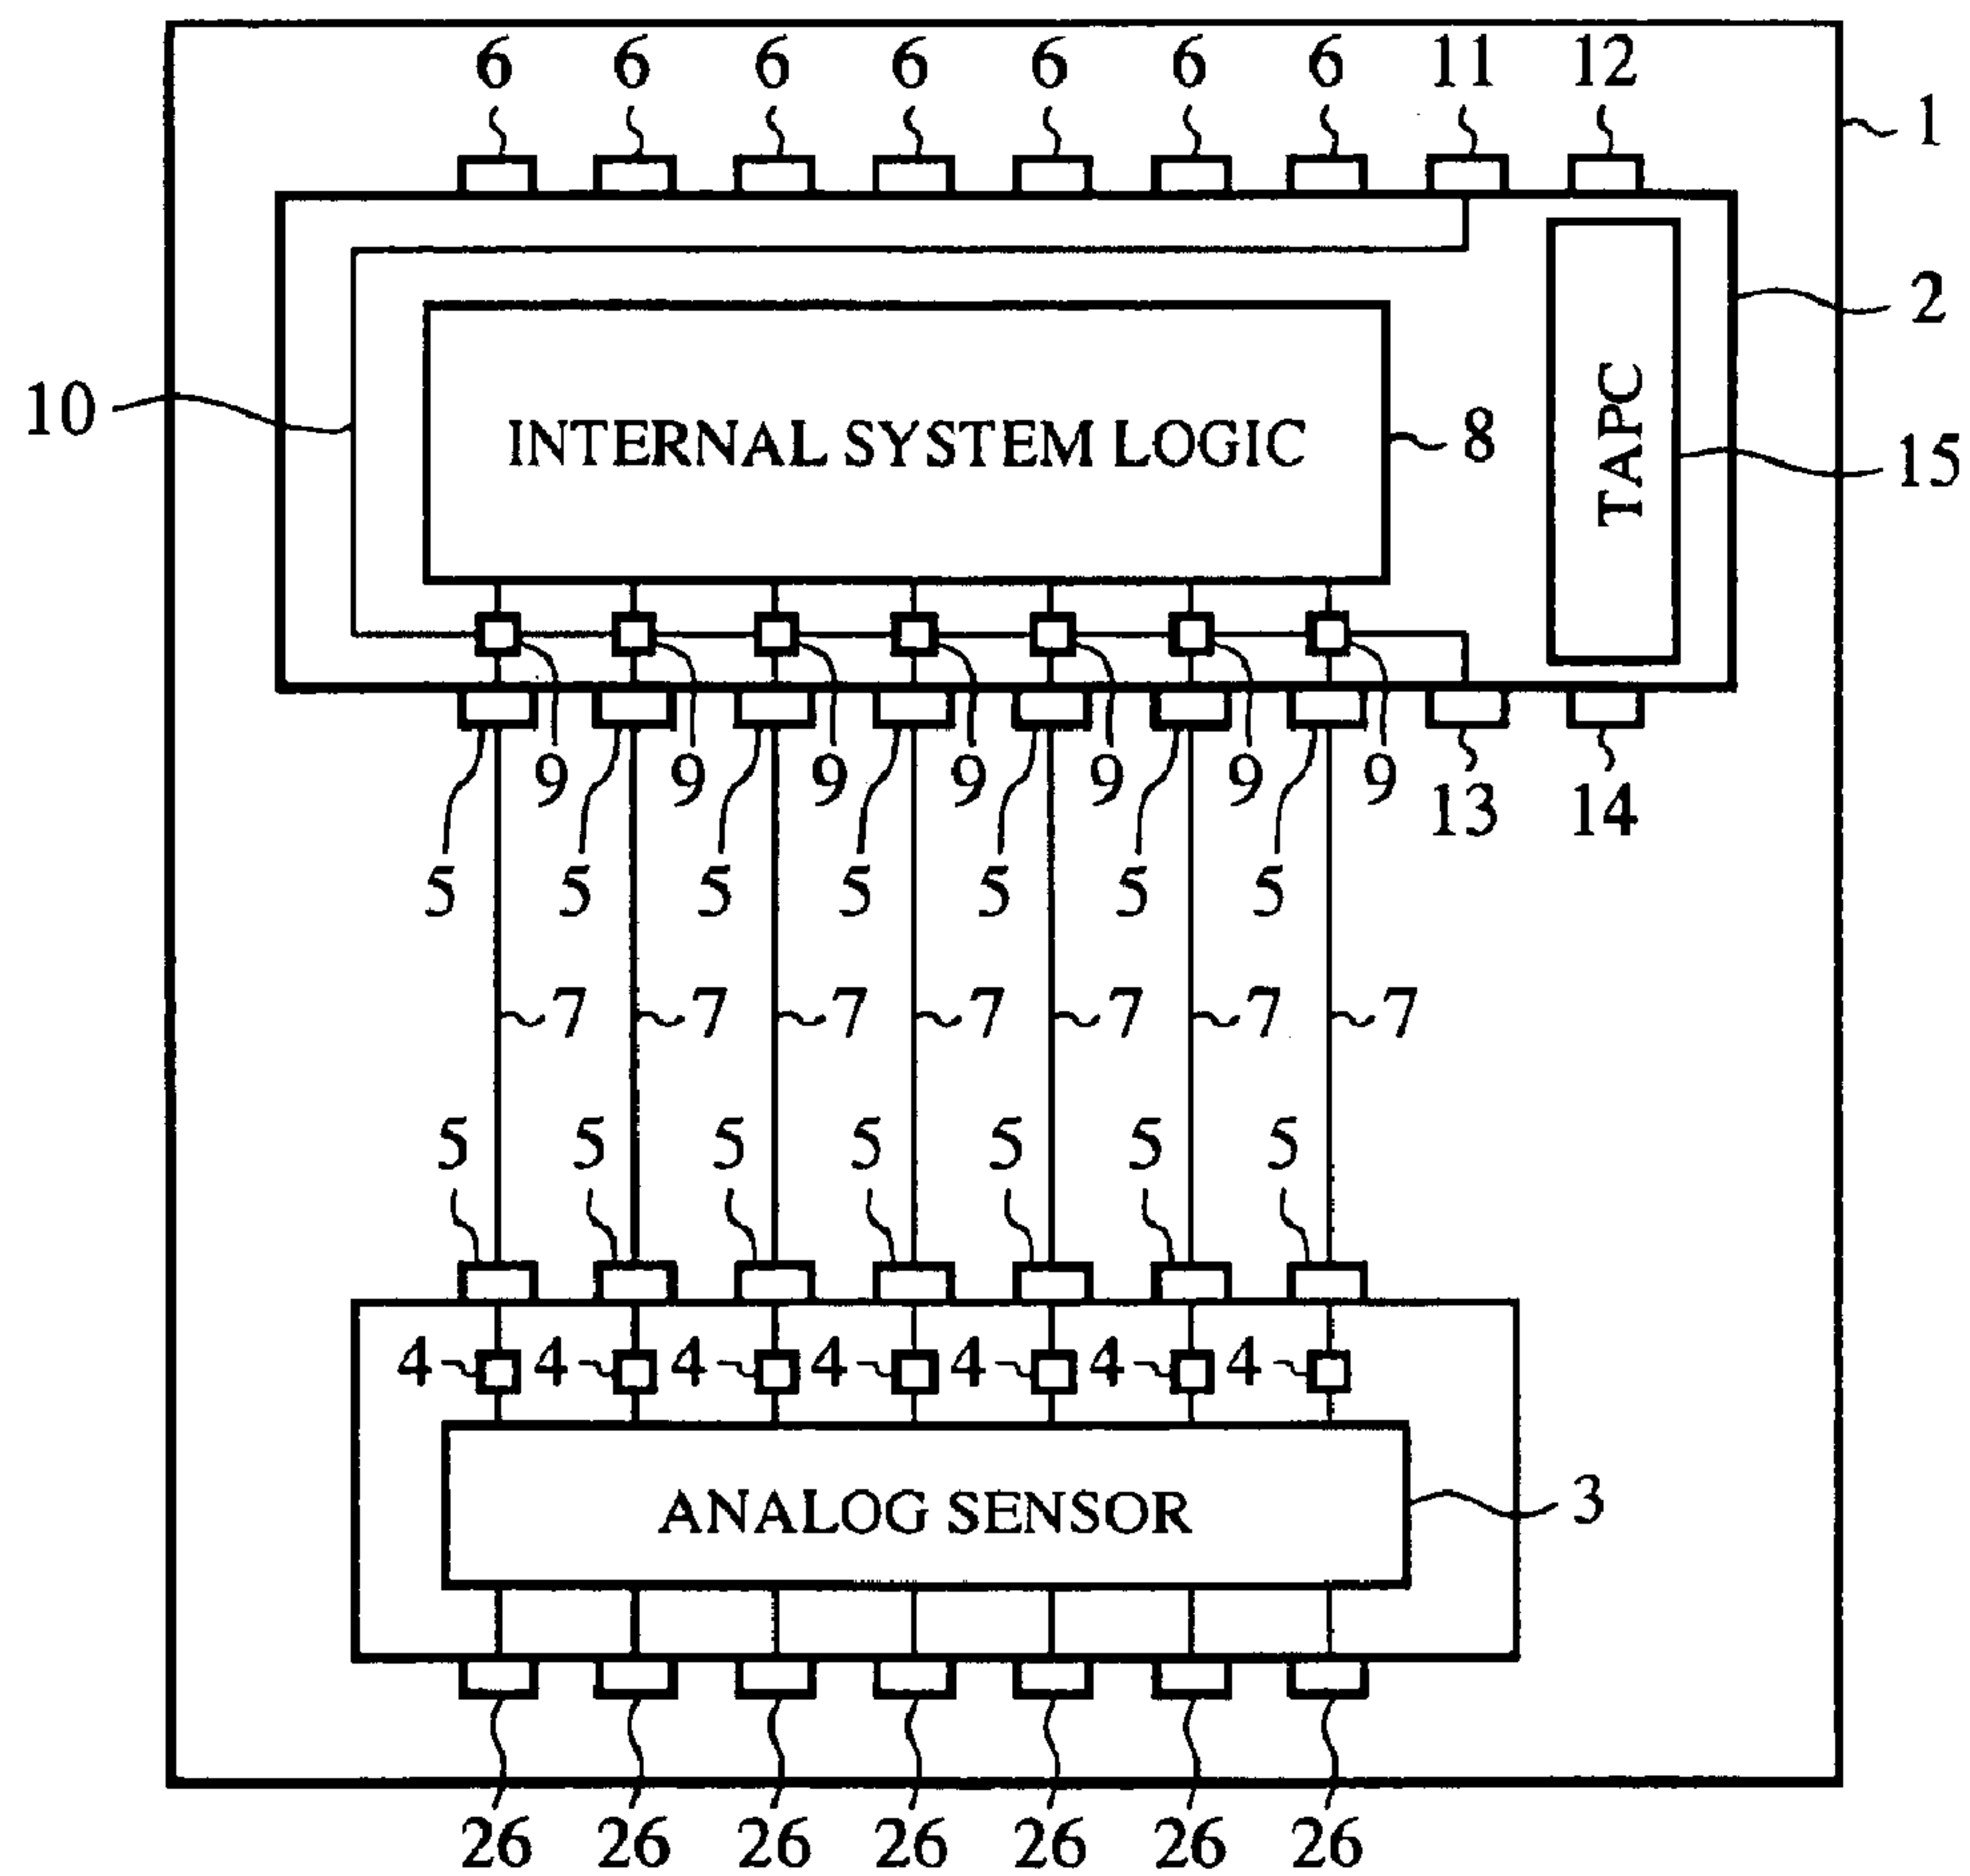 6 6 6 6 6 6 6 11 12
1
2
10
INTERNAL SYSTEM LOGIC
8
TAPC
15
9 9 9 9 9 9 9
13 14
5 5 5 5 5 5 5
7 7 7 7 7 7 7
5 5 5 5 5 5 5
4 4 4 4 4 4 4
ANALOG SENSOR
3
26 26 26 26 26 26 26